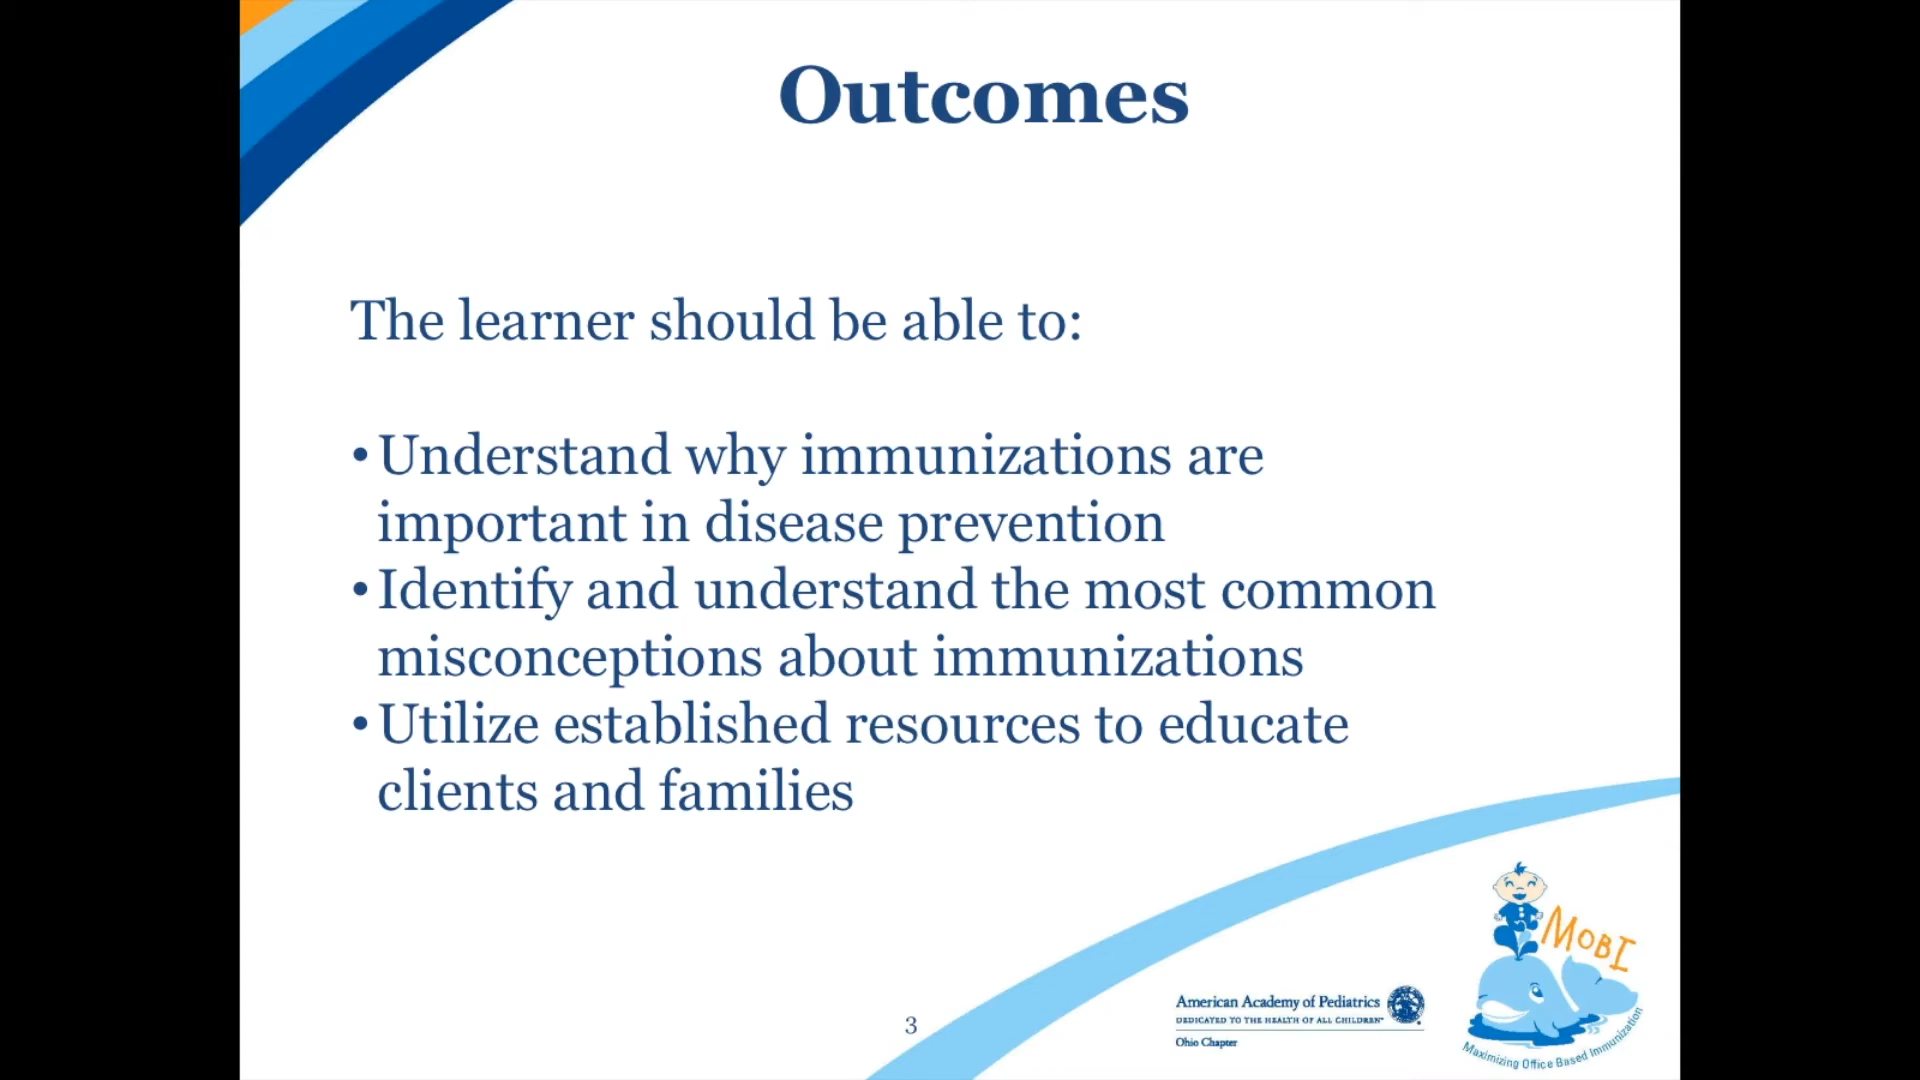 Outcomes
The learner should be able to:
•Understand why immunizations are
important in disease prevention
•Identify and understand the most common
misconceptions about immunizations
•Utilize established resources to educate
clients and families
3
American Academy of Pediatrics
DEDICATED TO THE HEALTH OF ALL CHILDREN™
Ohio Chapter
MOBI
Maximizing Office Based Immunization